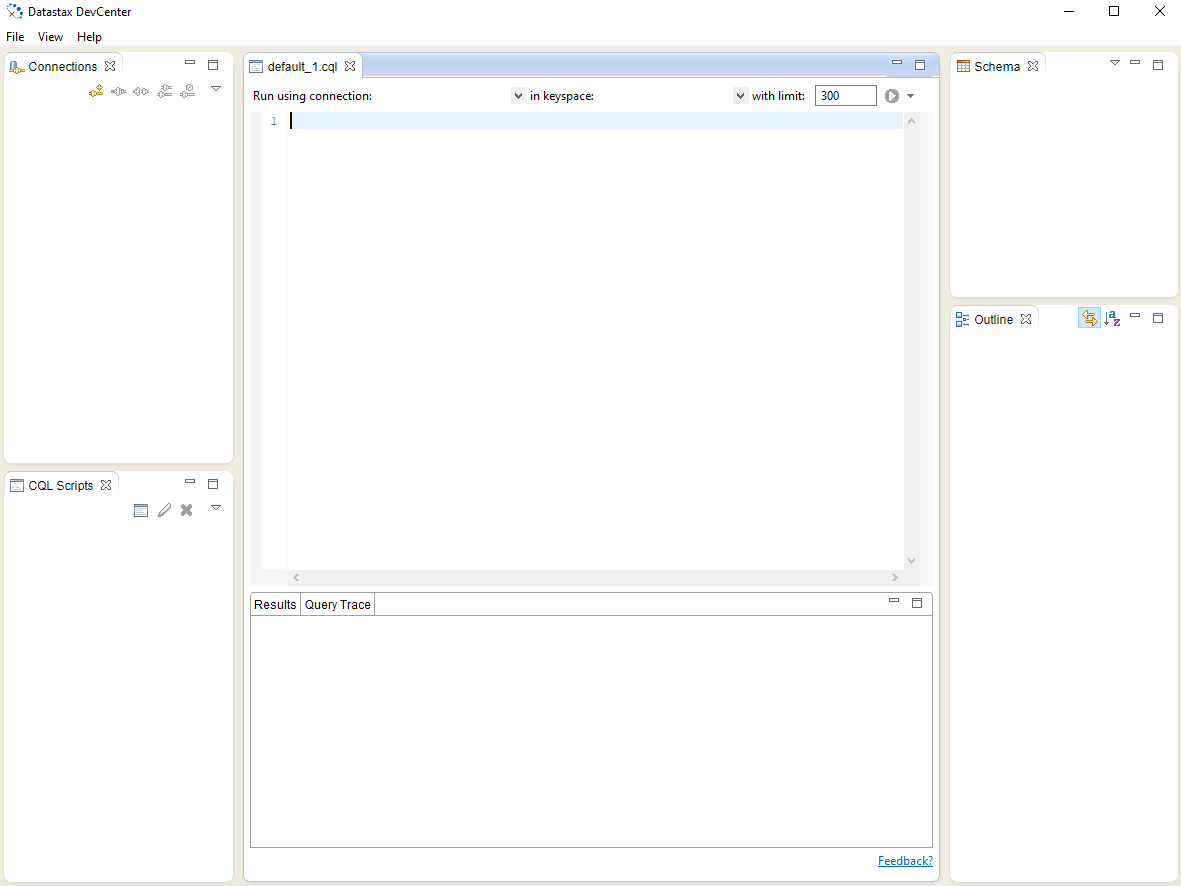 Datastax DevCenter
File View Help
Connections
default_1.cql
Schema
Run using connection: in keyspace: with limit: 300
1
Outline
CQL Scripts
Results Query Trace
Feedback?